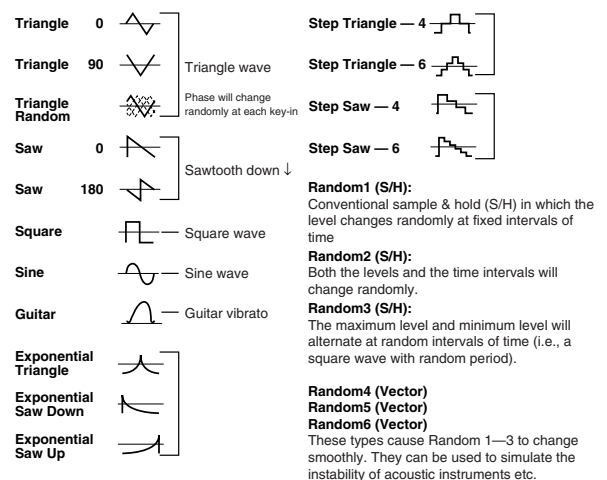 Triangle 0
Triangle 90
Triangle wave
Triangle
Random
Phase will change
randomly at each key-in
Saw 0
Saw 180
Sawtooth down ↓
Square
Square wave
Sine
Sine wave
Guitar
Guitar vibrato
Exponential
Triangle
Exponential
Saw Down
Exponential
Saw Up
Step Triangle — 4
Step Triangle — 6
Step Saw — 4
Step Saw — 6
Random1 (S/H):
Conventional sample & hold (S/H) in which the
level changes randomly at fixed intervals of
time
Random2 (S/H):
Both the levels and the time intervals will
change randomly.
Random3 (S/H):
The maximum level and minimum level will
alternate at random intervals of time (i.e., a
square wave with random period).
Random4 (Vector)
Random5 (Vector)
Random6 (Vector)
These types cause Random 1—3 to change
smoothly. They can be used to simulate the
instability of acoustic instruments etc.